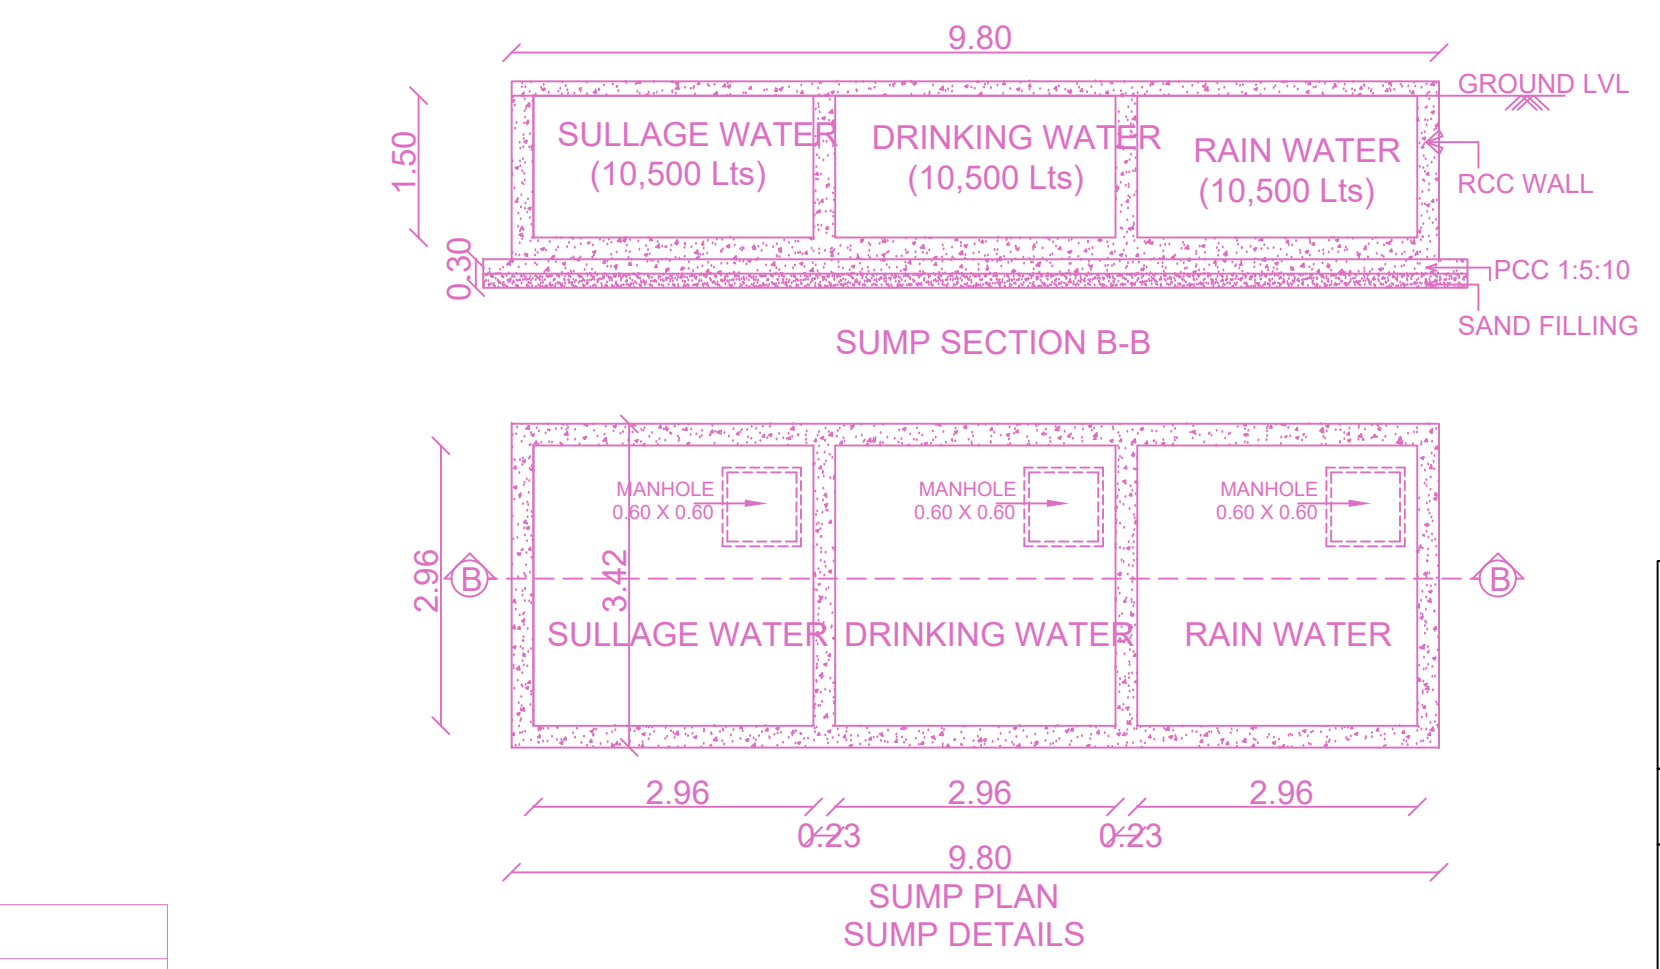 9.80
GROUND LVL
1.50
SULLAGE WATER
(10,500 Lts)
DRINKING WATER
(10,500 Lts)
RAIN WATER
(10,500 Lts)
RCC WALL
0.30
PCC 1:5:10
SAND FILLING
SUMP SECTION B-B
MANHOLE
0.60 X 0.60
MANHOLE
0.60 X 0.60
MANHOLE
0.60 X 0.60
2.96
B
3.42
B
SULLAGE WATER
DRINKING WATER
RAIN WATER
2.96
2.96
2.96
0.23
0.23
9.80
SUMP PLAN
SUMP DETAILS